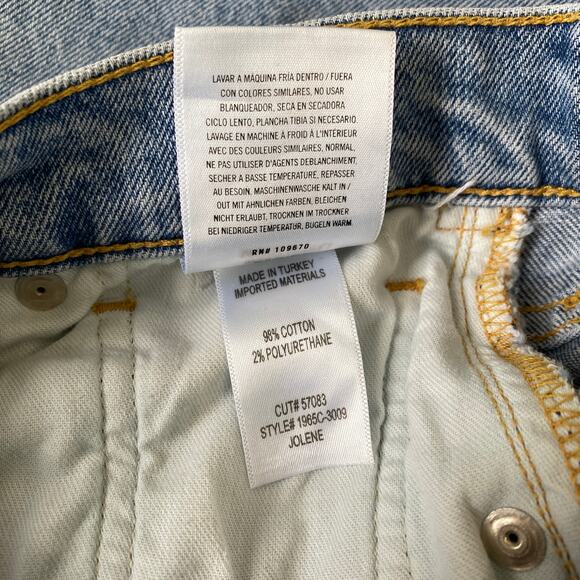 LAVAR A MÁQUINA FRÍA DENTRO / FUERA
CON COLORES SIMILARES, NO USAR
BLANQUEADOR, SECA EN SECADORA
CICLO LENTO, PLANCHA TIBIA SI NECESARIO.
LAVAGE EN MACHINE À FROID À L'INTÉRIEUR
AVEC DES COULEURS SIMILAIRES, NORMAL,
NE PAS UTILISER D'AGENTS DEBLANCHIMENT,
SECHER A BASSE TEMPERATURE, REPASSER
AU BESOIN, MASCHINENWASCHE KALT IN /
OUT MIT AHNLICHEN FARBEN, BLEICHEN
NICHT ERLAUBT, TROCKNEN IM TROCKNER
BEI NIEDRIGER TEMPERATUR, BUGELN WARM.
RN# 109670
MADE IN TURKEY
IMPORTED MATERIALS
98% COTTON
2% POLYURETHANE
CUT# 57083
STYLE# 1965C-3009
JOLENE